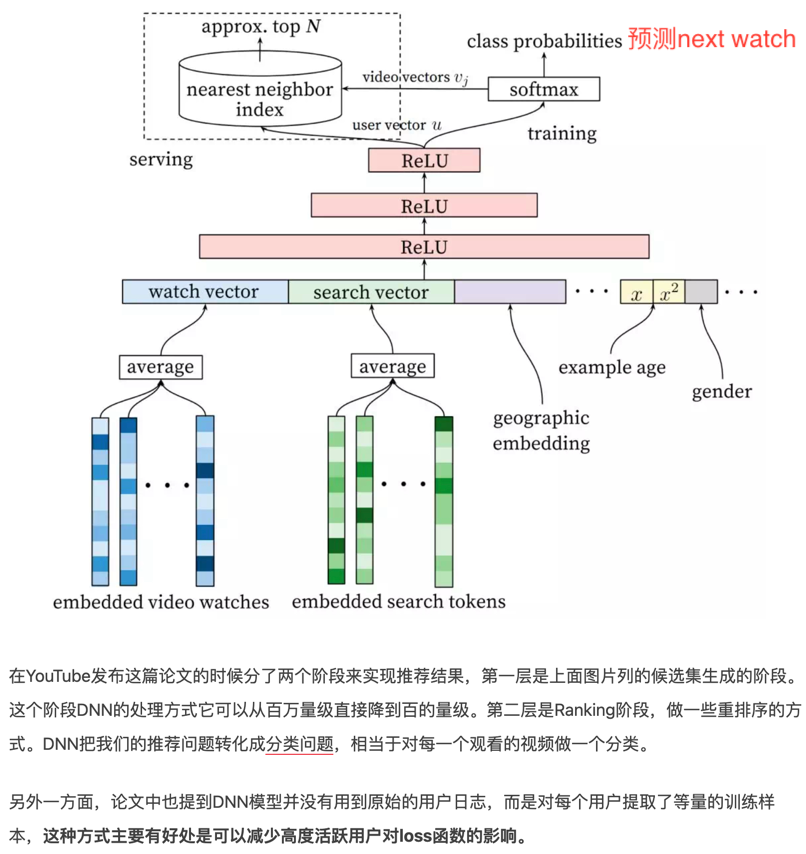 approx. top N
class probabilities 预测next watch
video vectors vj
nearest neighbor
index
softmax
user vector u
training
serving
ReLU
ReLU
ReLU
watch vector
search vector
x
x²
average
average
example age
gender
geographic
embedding
embedded video watches
embedded search tokens
在YouTube发布这篇论文的时候分了两个阶段来实现推荐结果，第一层是上面图片列的候选集生成的阶段。
这个阶段DNN的处理方式它可以从百万量级直接降到百的量级。第二层是Ranking阶段，做一些重排序的方
式。DNN把我们的推荐问题转化成分类问题，相当于对每一个观看的视频做一个分类。
另外一方面，论文中也提到DNN模型并没有用到原始的用户日志，而是对每个用户提取了等量的训练样
本，这种方式主要有好处是可以减少高度活跃用户对loss函数的影响。